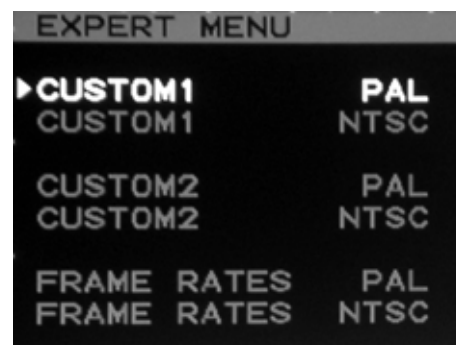 EXPERT MENU
▶CUSTOM1 PAL
CUSTOM1 NTSC
CUSTOM2 PAL
CUSTOM2 NTSC
FRAME RATES PAL
FRAME RATES NTSC